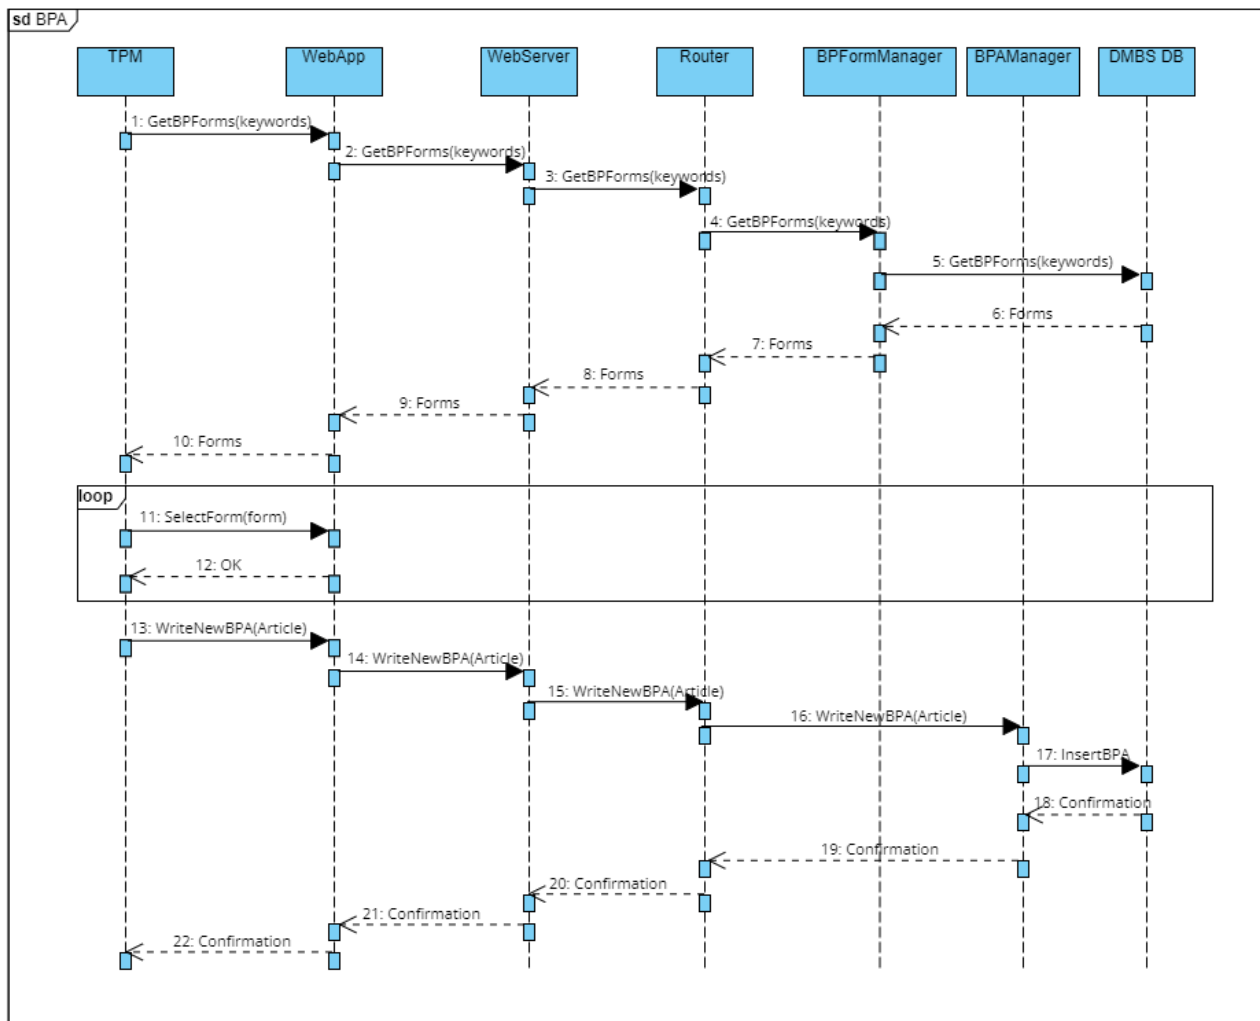 sd BPA
TPM
WebApp
WebServer
Router
BPFormManager
BPAManager
DMBS DB
1: GetBPForms(keywords)
2: GetBPForms(keywords)
3: GetBPForms(keywords)
4: GetBPForms(keywords)
5: GetBPForms(keywords)
6: Forms
7: Forms
8: Forms
9: Forms
10: Forms
loop
11: SelectForm(form)
12: OK
13: WriteNewBPA(Article)
14: WriteNewBPA(Article)
15: WriteNewBPA(Article)
16: WriteNewBPA(Article)
17: InsertBPA
18: Confirmation
19: Confirmation
20: Confirmation
21: Confirmation
22: Confirmation